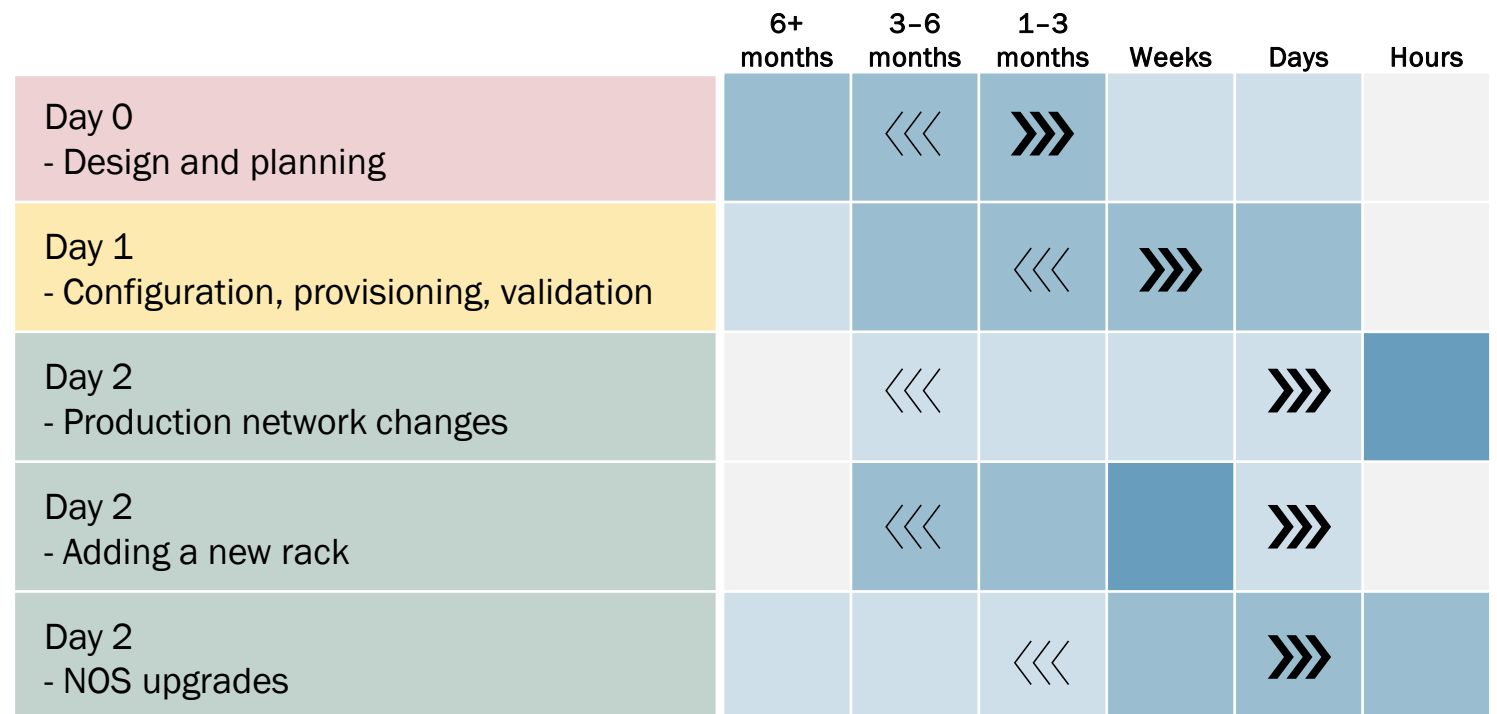 6+ months
3–6 months
1–3 months
Weeks
Days
Hours
Day 0
- Design and planning
Day 1
- Configuration, provisioning, validation
Day 2
- Production network changes
Day 2
- Adding a new rack
Day 2
- NOS upgrades